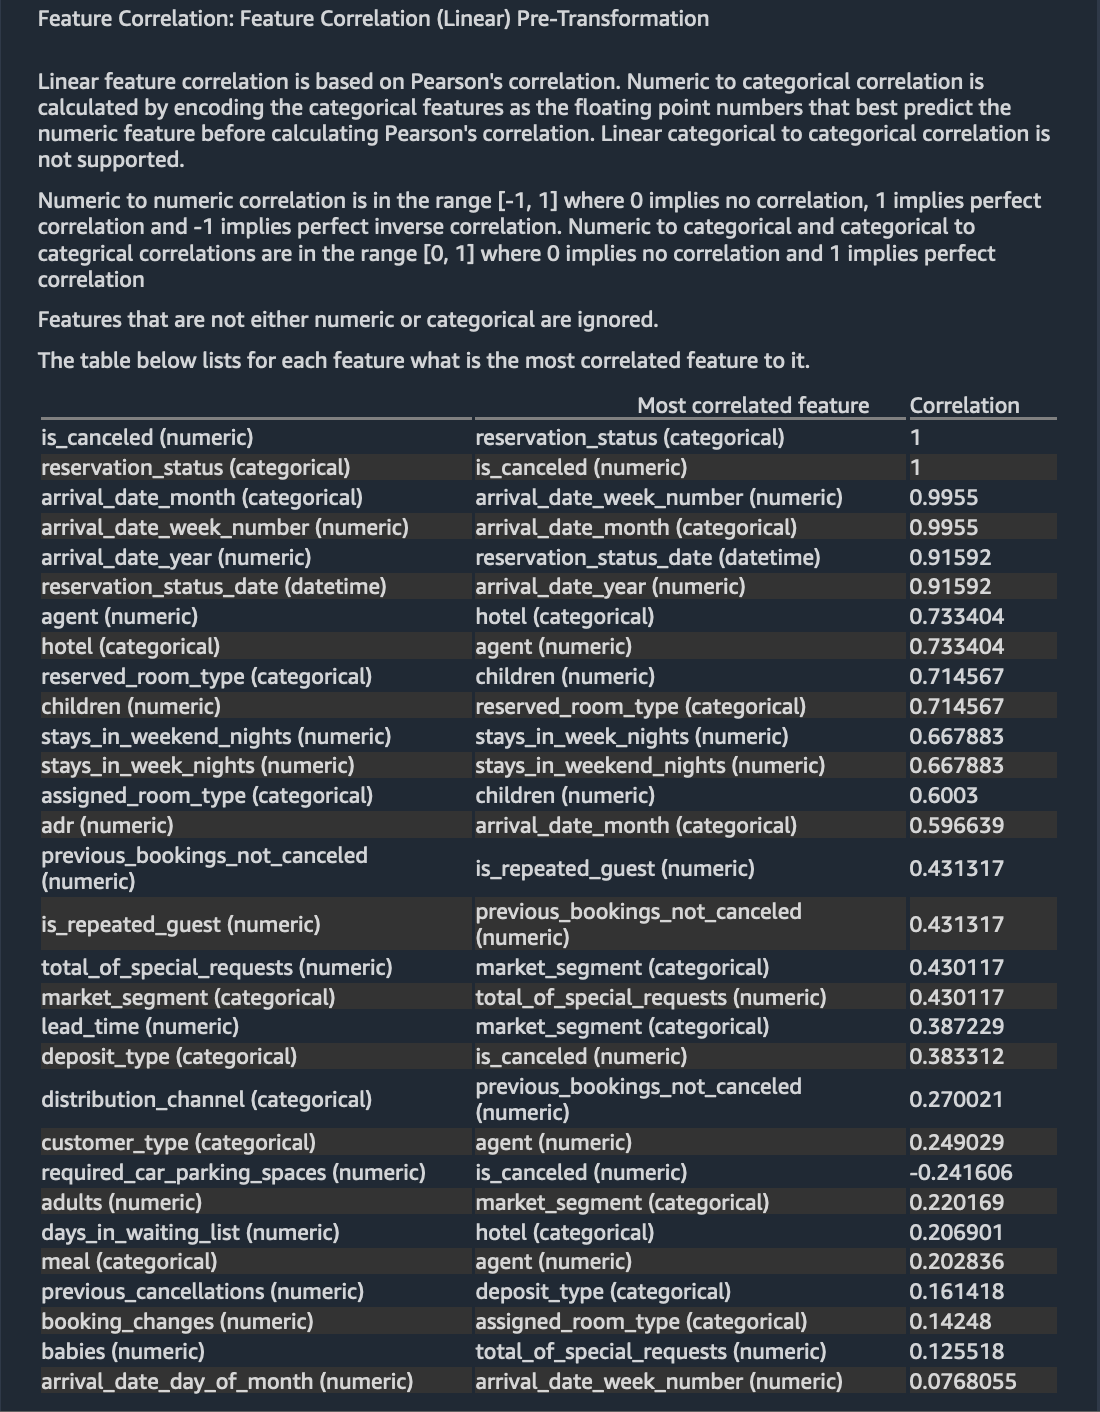 Feature Correlation: Feature Correlation (Linear) Pre-Transformation
Linear feature correlation is based on Pearson's correlation. Numeric to categorical correlation is
calculated by encoding the categorical features as the floating point numbers that best predict the
numeric feature before calculating Pearson's correlation. Linear categorical to categorical correlation is
not supported.
Numeric to numeric correlation is in the range [-1, 1] where 0 implies no correlation, 1 implies perfect
correlation and -1 implies perfect inverse correlation. Numeric to categorical and categorical to
categrical correlations are in the range [0, 1] where 0 implies no correlation and 1 implies perfect
correlation
Features that are not either numeric or categorical are ignored.
The table below lists for each feature what is the most correlated feature to it.
Most correlated feature Correlation
is_canceled (numeric) reservation_status (categorical) 1
reservation_status (categorical) is_canceled (numeric) 1
arrival_date_month (categorical) arrival_date_week_number (numeric) 0.9955
arrival_date_week_number (numeric) arrival_date_month (categorical) 0.9955
arrival_date_year (numeric) reservation_status_date (datetime) 0.91592
reservation_status_date (datetime) arrival_date_year (numeric) 0.91592
agent (numeric) hotel (categorical) 0.733404
hotel (categorical) agent (numeric) 0.733404
reserved_room_type (categorical) children (numeric) 0.714567
children (numeric) reserved_room_type (categorical) 0.714567
stays_in_weekend_nights (numeric) stays_in_week_nights (numeric) 0.667883
stays_in_week_nights (numeric) stays_in_weekend_nights (numeric) 0.667883
assigned_room_type (categorical) children (numeric) 0.6003
adr (numeric) arrival_date_month (categorical) 0.596639
previous_bookings_not_canceled
(numeric) is_repeated_guest (numeric) 0.431317
is_repeated_guest (numeric) previous_bookings_not_canceled
(numeric) 0.431317
total_of_special_requests (numeric) market_segment (categorical) 0.430117
market_segment (categorical) total_of_special_requests (numeric) 0.430117
lead_time (numeric) market_segment (categorical) 0.387229
deposit_type (categorical) is_canceled (numeric) 0.383312
distribution_channel (categorical) previous_bookings_not_canceled
(numeric) 0.270021
customer_type (categorical) agent (numeric) 0.249029
required_car_parking_spaces (numeric) is_canceled (numeric) -0.241606
adults (numeric) market_segment (categorical) 0.220169
days_in_waiting_list (numeric) hotel (categorical) 0.206901
meal (categorical) agent (numeric) 0.202836
previous_cancellations (numeric) deposit_type (categorical) 0.161418
booking_changes (numeric) assigned_room_type (categorical) 0.14248
babies (numeric) total_of_special_requests (numeric) 0.125518
arrival_date_day_of_month (numeric) arrival_date_week_number (numeric) 0.0768055